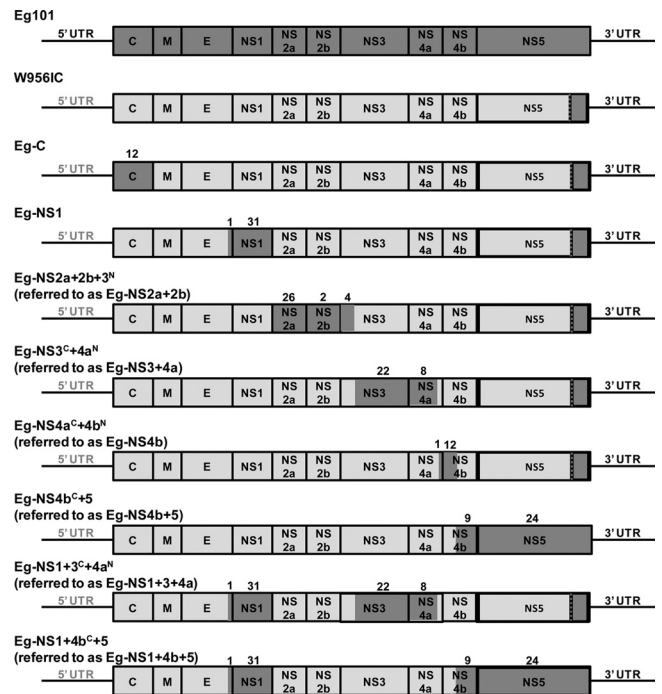 Eg101
5' UTR C M E NS1 NS 2a NS 2b NS3 NS 4a NS 4b NS5 3' UTR
W956IC
5' UTR C M E NS1 NS 2a NS 2b NS3 NS 4a NS 4b NS5 3' UTR
Eg-C
12
5' UTR C M E NS1 NS 2a NS 2b NS3 NS 4a NS 4b NS5 3' UTR
Eg-NS1
1 31
5' UTR C M E NS1 NS 2a NS 2b NS3 NS 4a NS 4b NS5 3' UTR
Eg-NS2a+2b+3N
(referred to as Eg-NS2a+2b)
26 2 4
5' UTR C M E NS1 NS 2a NS 2b NS3 NS 4a NS 4b NS5 3' UTR
Eg-NS3C+4aN
(referred to as Eg-NS3+4a)
22 8
5' UTR C M E NS1 NS 2a NS 2b NS3 NS 4a NS 4b NS5 3' UTR
Eg-NS4aC+4bN
(referred to as Eg-NS4b)
1 12
5' UTR C M E NS1 NS 2a NS 2b NS3 NS 4a NS 4b NS5 3' UTR
Eg-NS4bC+5
(referred to as Eg-NS4b+5)
9 24
5' UTR C M E NS1 NS 2a NS 2b NS3 NS 4a NS 4b NS5 3' UTR
Eg-NS1+3C+4aN
(referred to as Eg-NS1+3+4a)
1 31 22 8
5' UTR C M E NS1 NS 2a NS 2b NS3 NS 4a NS 4b NS5 3' UTR
Eg-NS1+4bC+5
(referred to as Eg-NS1+4b+5)
1 31 9 24
5' UTR C M E NS1 NS 2a NS 2b NS3 NS 4a NS 4b NS5 3' UTR